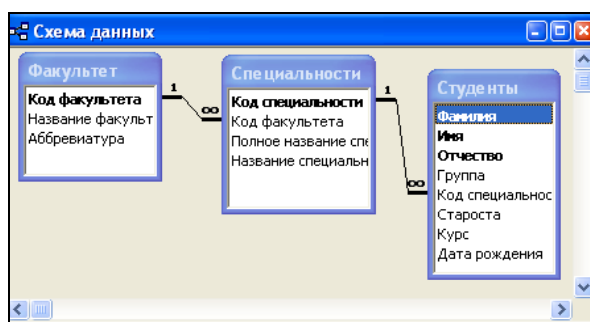 Схема данных
Факультет
Код факультета
Название факульт
Аббревиатура
1
∞
Специальности
Код специальности
Код факультета
Полное название спе
Название специальн
1
∞
Студенты
Фамилия
Имя
Отчество
Группа
Код специальнос
Староста
Курс
Дата рождения